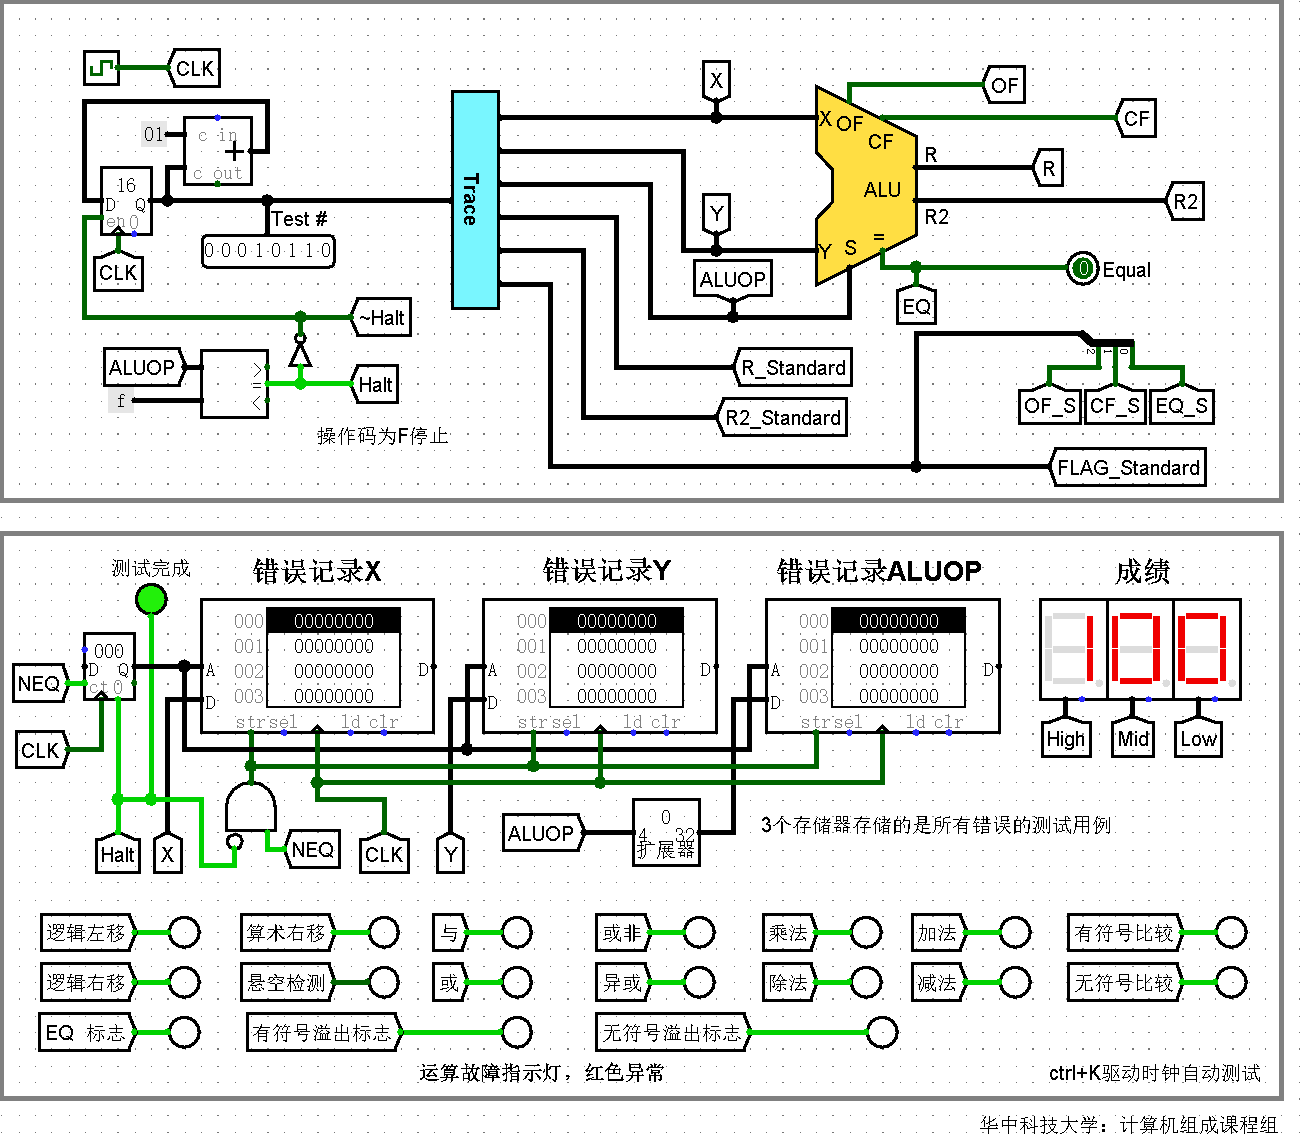 CLK
01
c in
+
c out
16
D Q
en 0
CLK
Test #
0 0 0 1 0 1 1 0
~Halt
ALUOP
f
>
=
<
Halt
操作码为F停止
Trace
X
Y
ALUOP
X OF
CF
ALU
Y S =
OF
CF
R
R
R2
R2
0 Equal
EQ
R_Standard
R2_Standard
2 1 0
OF_S CF_S EQ_S
FLAG_Standard
测试完成
错误记录X
错误记录Y
错误记录ALUOP
成绩
NEQ
CLK
000
D Q
ct 0
000 00000000
001 00000000
002 00000000
003 00000000
A
D
D
str sel ld clr
000 00000000
001 00000000
002 00000000
003 00000000
A
D
D
str sel ld clr
000 00000000
001 00000000
002 00000000
003 00000000
A
D
D
str sel ld clr
100
High Mid Low
Halt X NEQ CLK Y
ALUOP
0
4 32
扩展器
3个存储器存储的是所有错误的测试用例
逻辑左移 算术右移 与 或非 乘法 加法 有符号比较
逻辑右移 悬空检测 或 异或 除法 减法 无符号比较
EQ 标志 有符号溢出标志 无符号溢出标志
运算故障指示灯，红色异常
ctrl+K驱动时钟自动测试
华中科技大学：计算机组成课程组